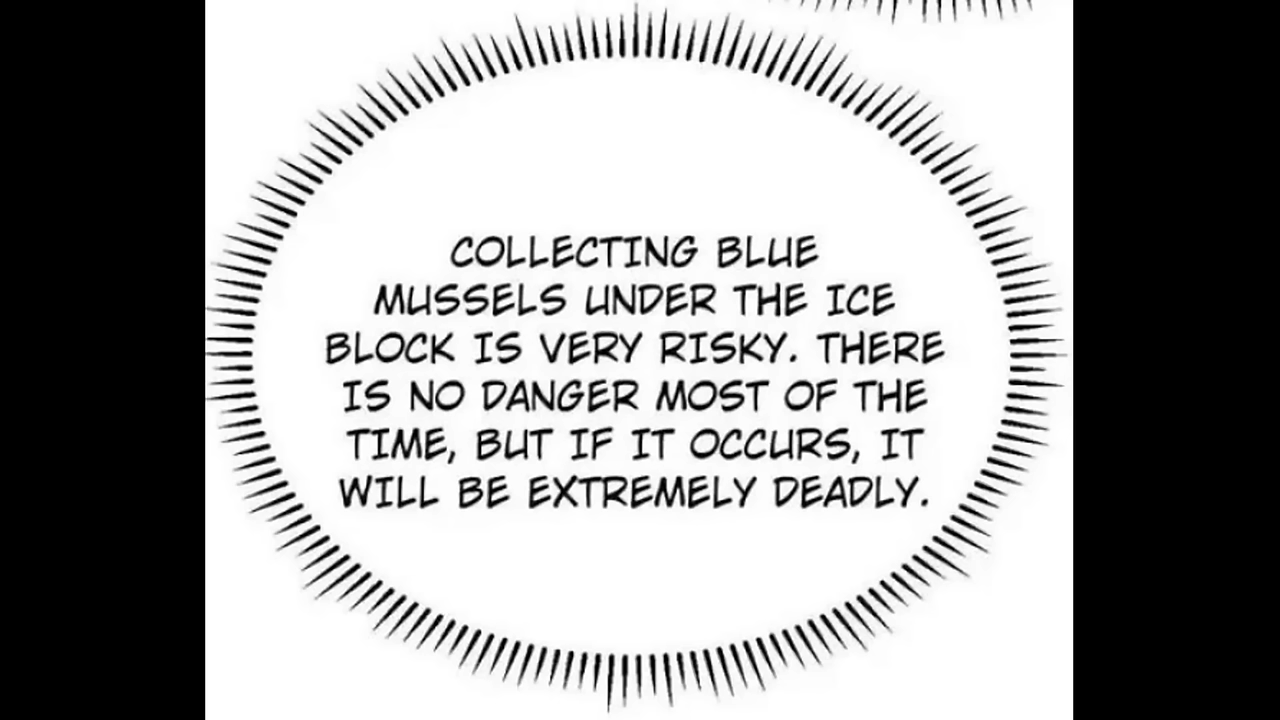 COLLECTING BLUE
MUSSELS UNDER THE ICE
BLOCK IS VERY RISKY. THERE
IS NO DANGER MOST OF THE
TIME, BUT IF IT OCCURS, IT
WILL BE EXTREMELY DEADLY.